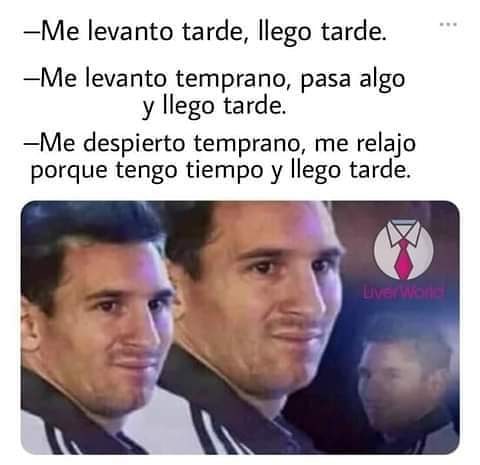 —Me levanto tarde, llego tarde.
—Me levanto temprano, pasa algo
y llego tarde.
—Me despierto temprano, me relajo
porque tengo tiempo y llego tarde.
LiverWorld